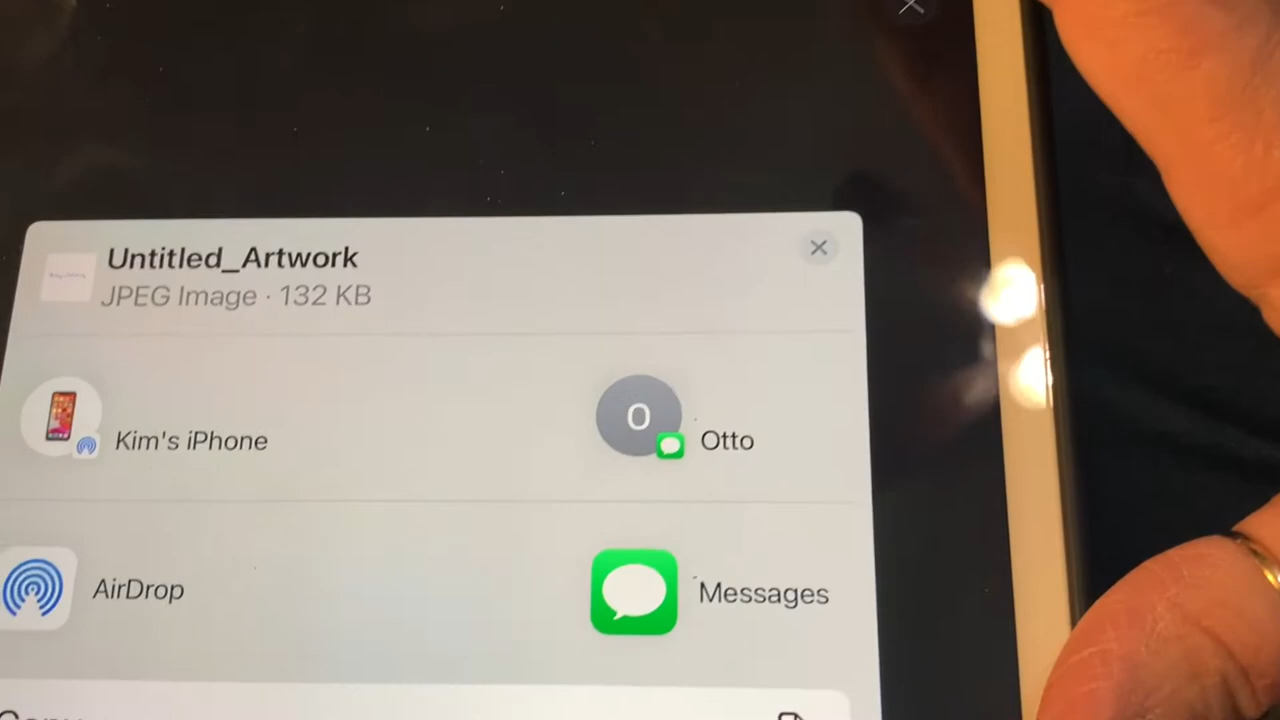 Untitled_Artwork
JPEG Image · 132 KB
Kim's iPhone
O
Otto
AirDrop
Messages